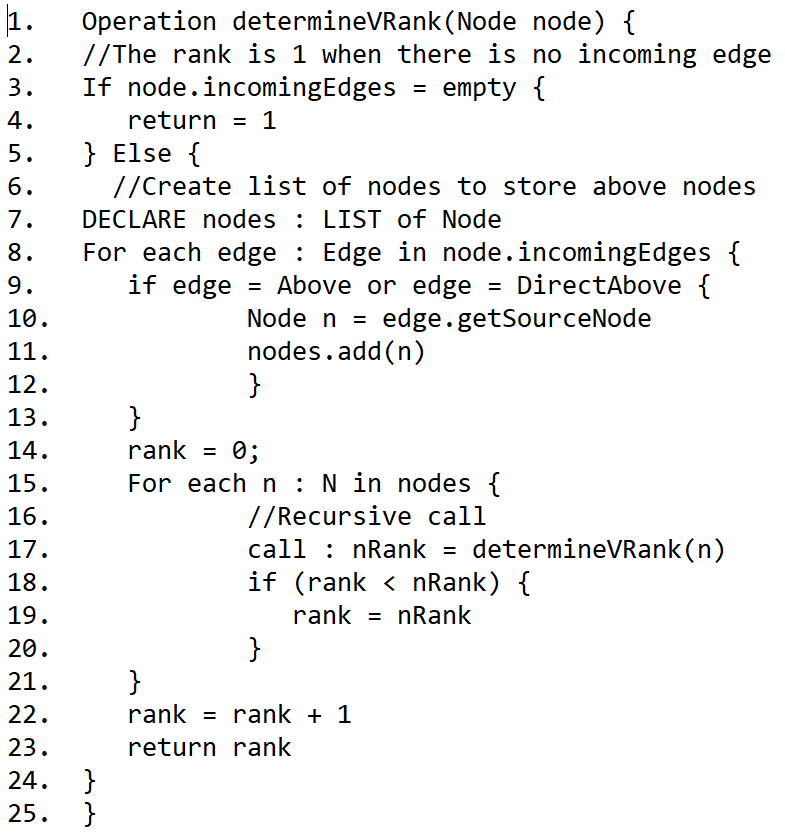 1. Operation determineVRank(Node node) {
2. //The rank is 1 when there is no incoming edge
3. If node.incomingEdges = empty {
4. return = 1
5. } Else {
6. //Create list of nodes to store above nodes
7. DECLARE nodes : LIST of Node
8. For each edge : Edge in node.incomingEdges {
9. if edge = Above or edge = DirectAbove {
10. Node n = edge.getSourceNode
11. nodes.add(n)
12. }
13. }
14. rank = 0;
15. For each n : N in nodes {
16. //Recursive call
17. call : nRank = determineVRank(n)
18. if (rank < nRank) {
19. rank = nRank
20. }
21. }
22. rank = rank + 1
23. return rank
24. }
25. }